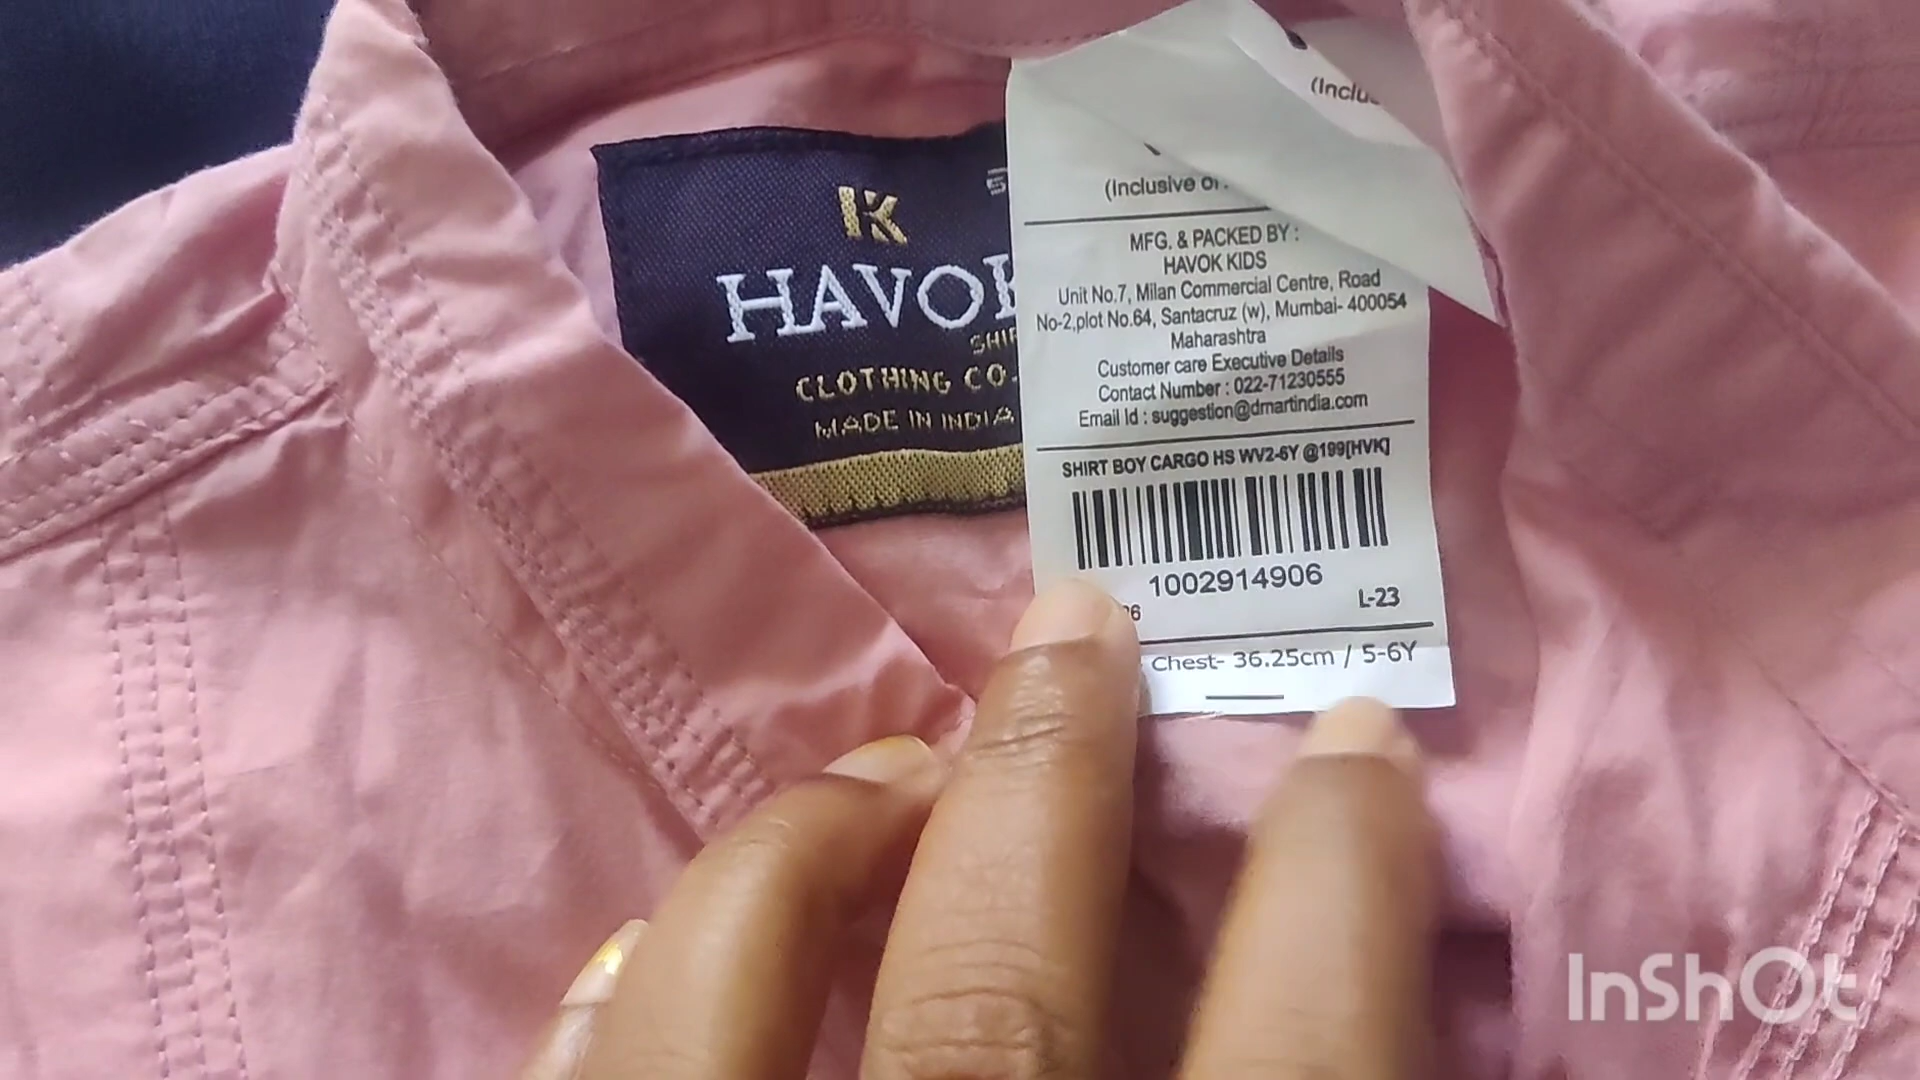 K
HAVOK
SHIR
CLOTHING CO.
MADE IN INDIA
(Inclu
(Inclusive of
MFG. & PACKED BY :
HAVOK KIDS
Unit No.7, Milan Commercial Centre, Road
No-2,plot No.64, Santacruz (w), Mumbai- 400054
Maharashtra
Customer care Executive Details
Contact Number : 022-71230555
Email Id : suggestion@dmartindia.com
SHIRT BOY CARGO HS WV2-6Y @199[HVK]
1002914906
L-23
Chest- 36.25cm / 5-6Y
InShOt